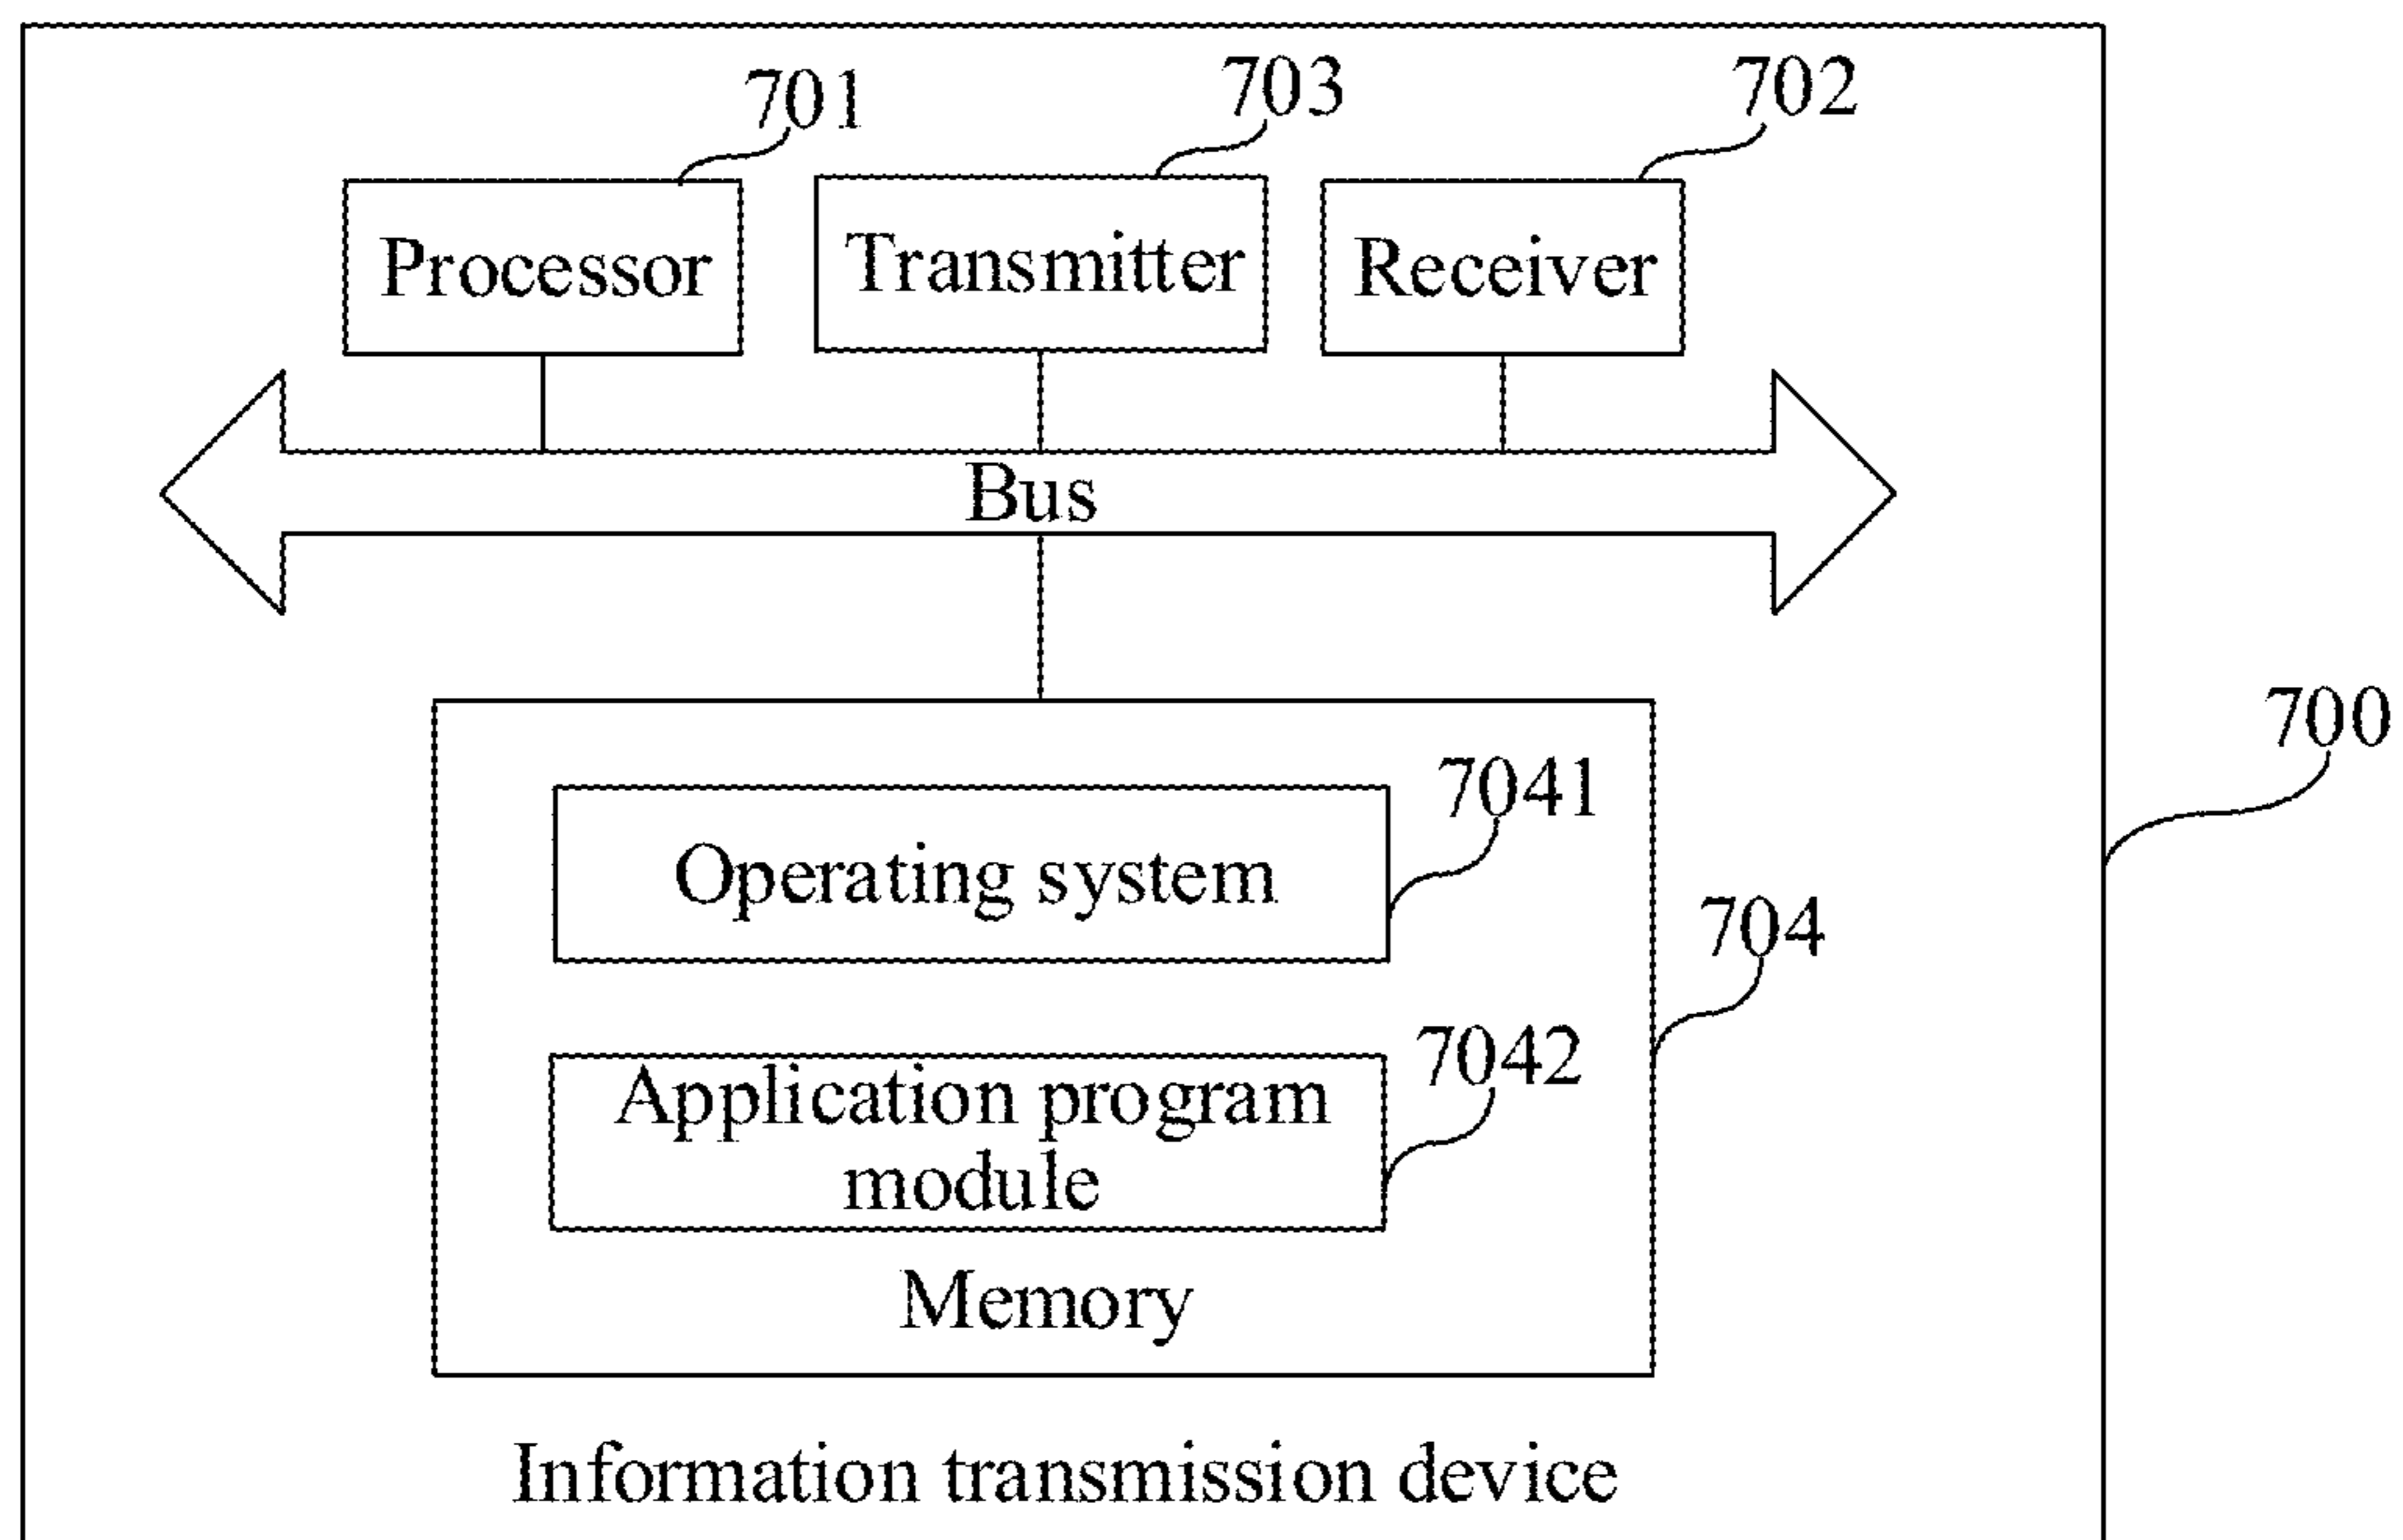 701
703
702
Processor
Transmitter
Receiver
Bus
700
7041
Operating system
704
7042
Application program
module
Memory
Information transmission device